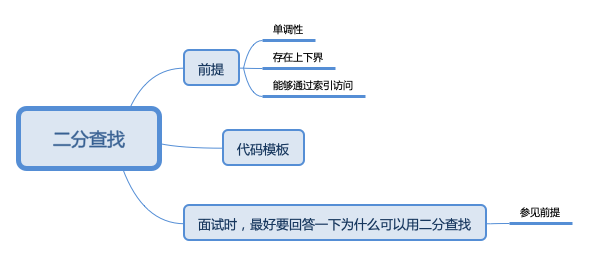 二分查找
前提
单调性
存在上下界
能够通过索引访问
代码模板
面试时，最好要回答一下为什么可以用二分查找
参见前提